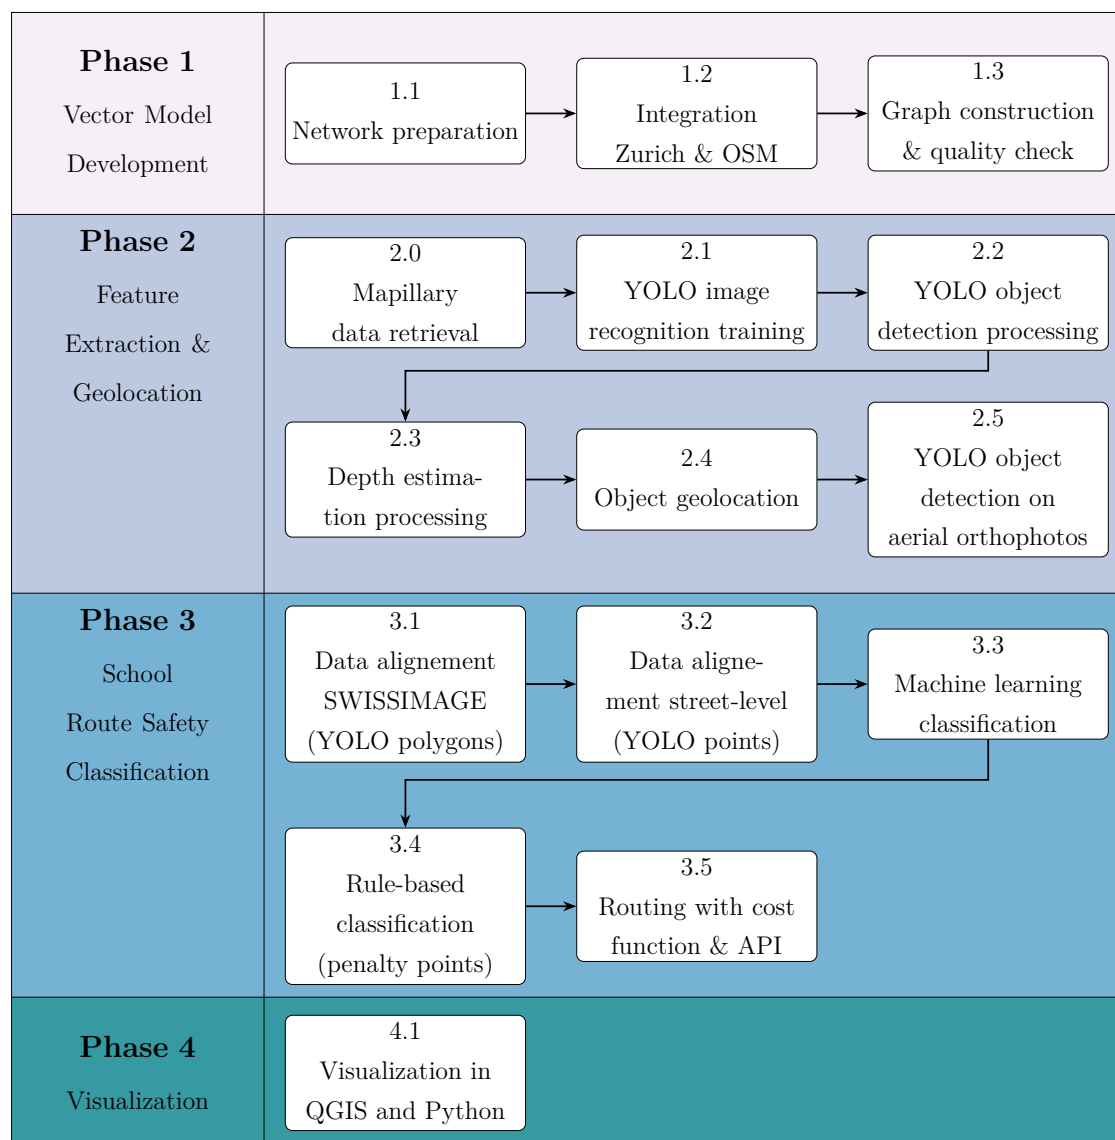 Phase 1
Vector Model
Development
1.1
Network preparation
1.2
Integration
Zurich & OSM
1.3
Graph construction
& quality check
Phase 2
Feature
Extraction &
Geolocation
2.0
Mapillary
data retrieval
2.1
YOLO image
recognition training
2.2
YOLO object
detection processing
2.3
Depth estima-
tion processing
2.4
Object geolocation
2.5
YOLO object
detection on
aerial orthophotos
Phase 3
School
Route Safety
Classification
3.1
Data alignement
SWISSIMAGE
(YOLO polygons)
3.2
Data aligne-
ment street-level
(YOLO points)
3.3
Machine learning
classification
3.4
Rule-based
classification
(penalty points)
3.5
Routing with cost
function & API
Phase 4
Visualization
4.1
Visualization in
QGIS and Python